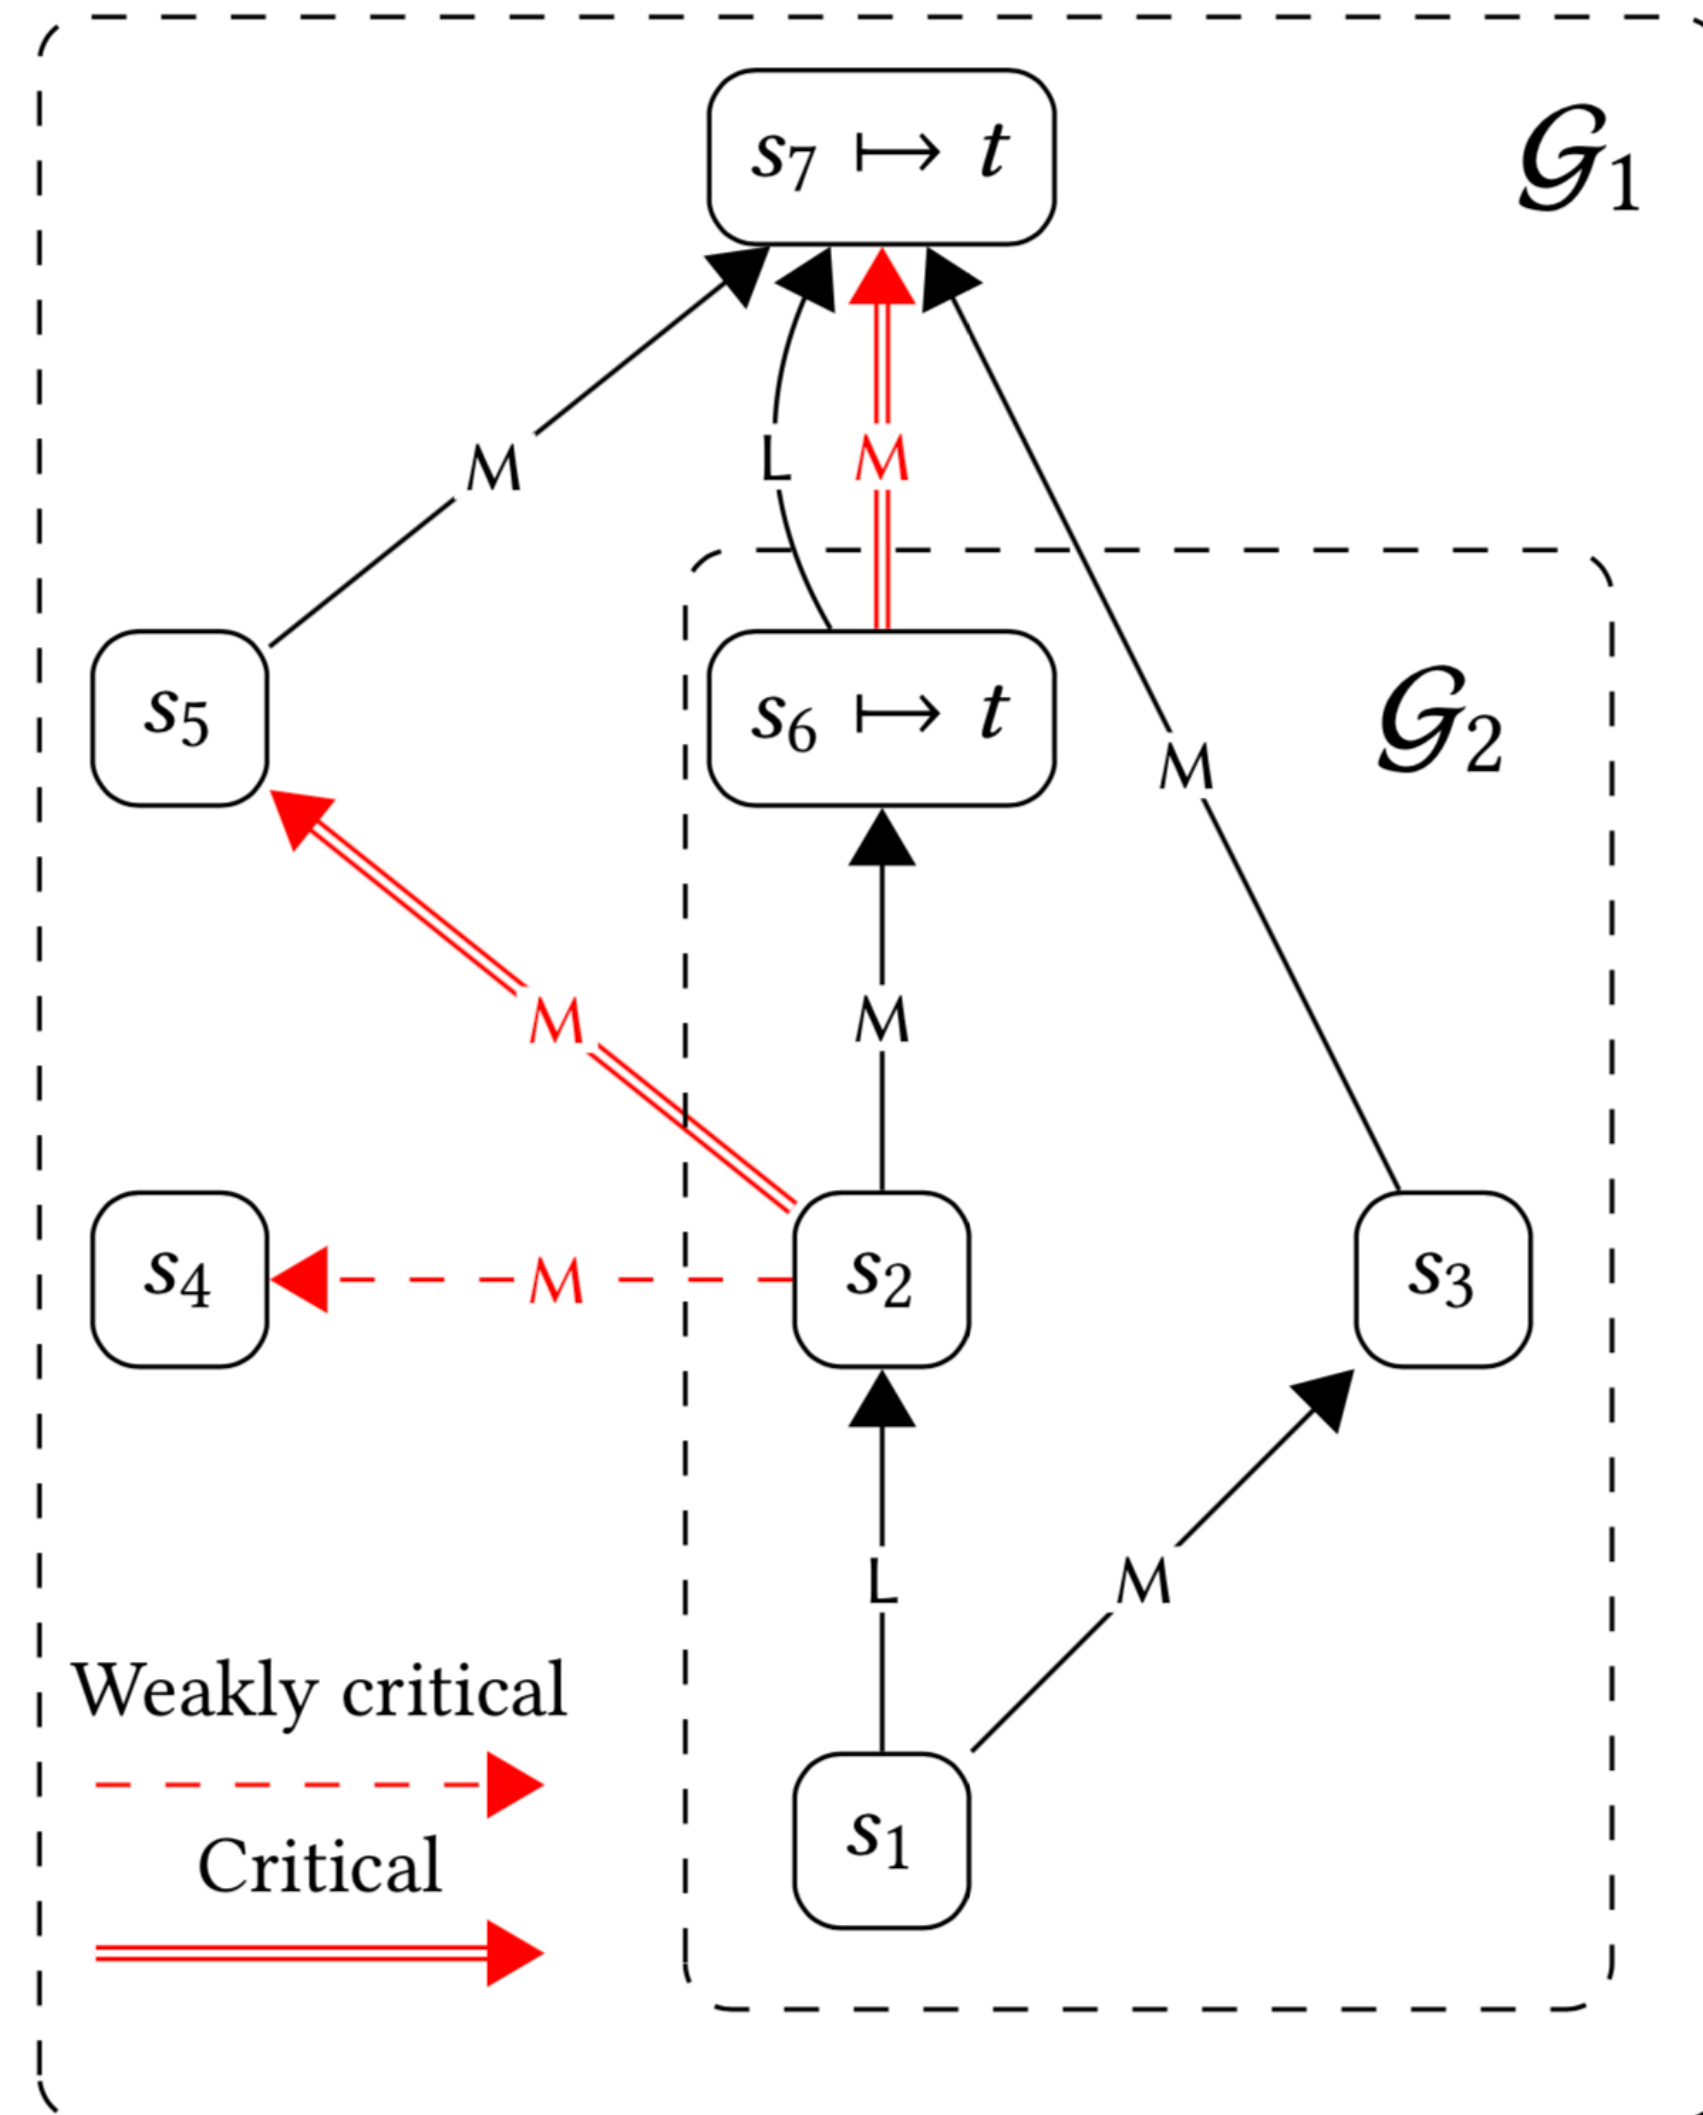 s₇ ↦ t
𝒢₁
M
L
M
s₅
s₆ ↦ t
𝒢₂
M
M
M
s₄
M
s₂
s₃
L
M
Weakly critical
s₁
Critical